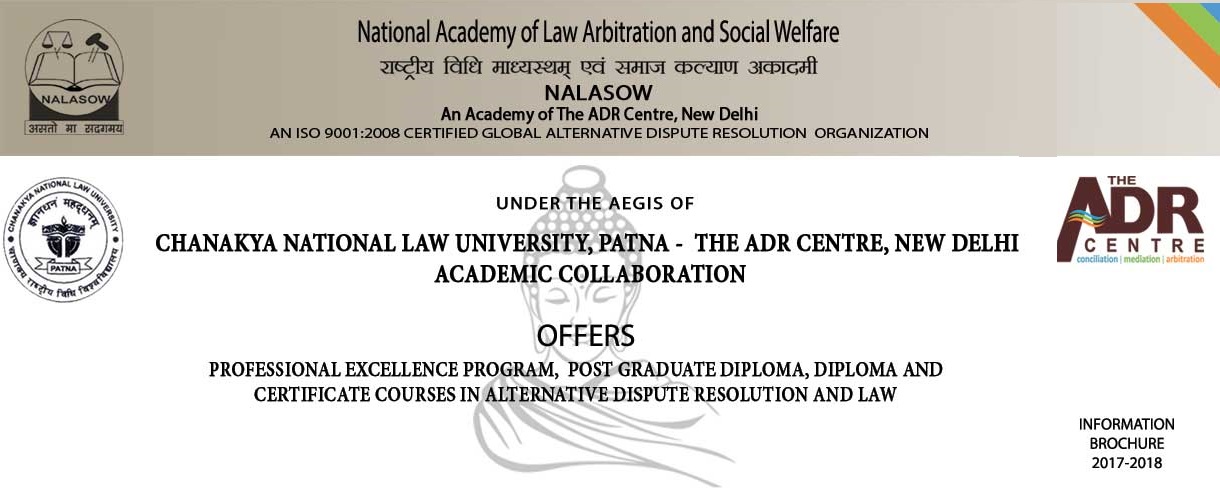 National Academy of Law Arbitration and Social Welfare
राष्ट्रीय विधि माध्यस्थम् एवं समाज कल्याण अकादमी
NALASOW
An Academy of The ADR Centre, New Delhi
AN ISO 9001:2008 CERTIFIED GLOBAL ALTERNATIVE DISPUTE RESOLUTION ORGANIZATION
NALASOW
असतो मा सदगमय
CHANAKYA NATIONAL LAW UNIVERSITY
ज्ञानधनं महद्धनम्
PATNA
चाणक्य राष्ट्रीय विधि विश्वविद्यालय
UNDER THE AEGIS OF
CHANAKYA NATIONAL LAW UNIVERSITY, PATNA - THE ADR CENTRE, NEW DELHI
ACADEMIC COLLABORATION
THE
ADR
CENTRE
conciliation | mediation | arbitration
OFFERS
PROFESSIONAL EXCELLENCE PROGRAM, POST GRADUATE DIPLOMA, DIPLOMA AND
CERTIFICATE COURSES IN ALTERNATIVE DISPUTE RESOLUTION AND LAW
INFORMATION
BROCHURE
2017-2018